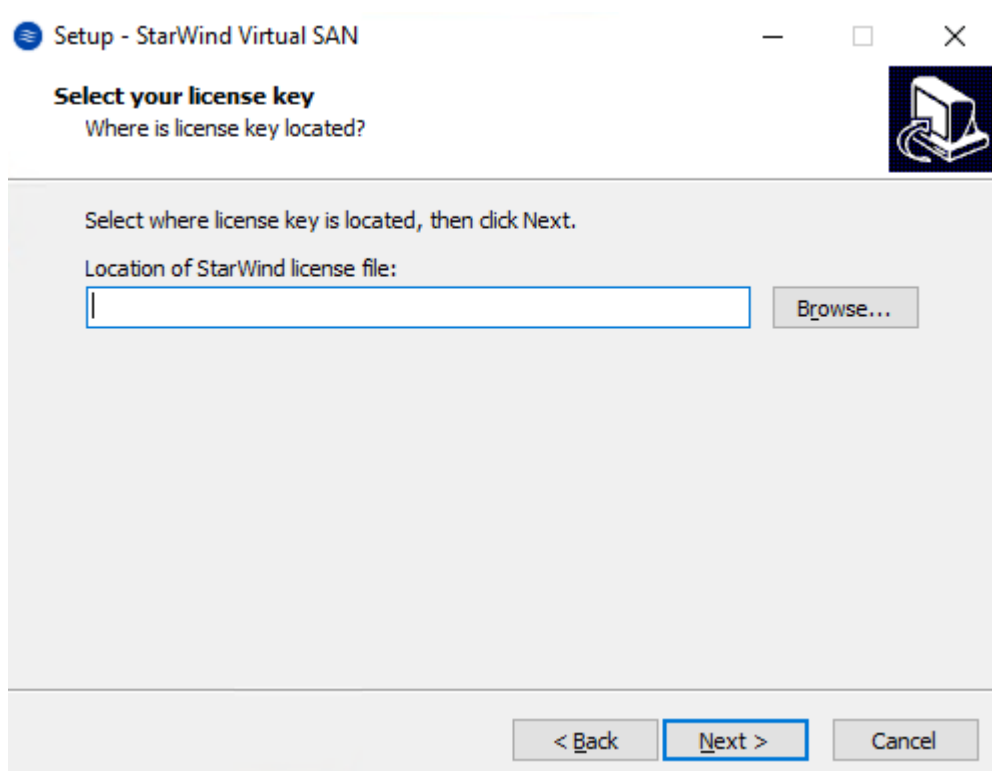 Setup - StarWind Virtual SAN
Select your license key
Where is license key located?
Select where license key is located, then click Next.
Location of StarWind license file:
Browse...
< Back
Next >
Cancel